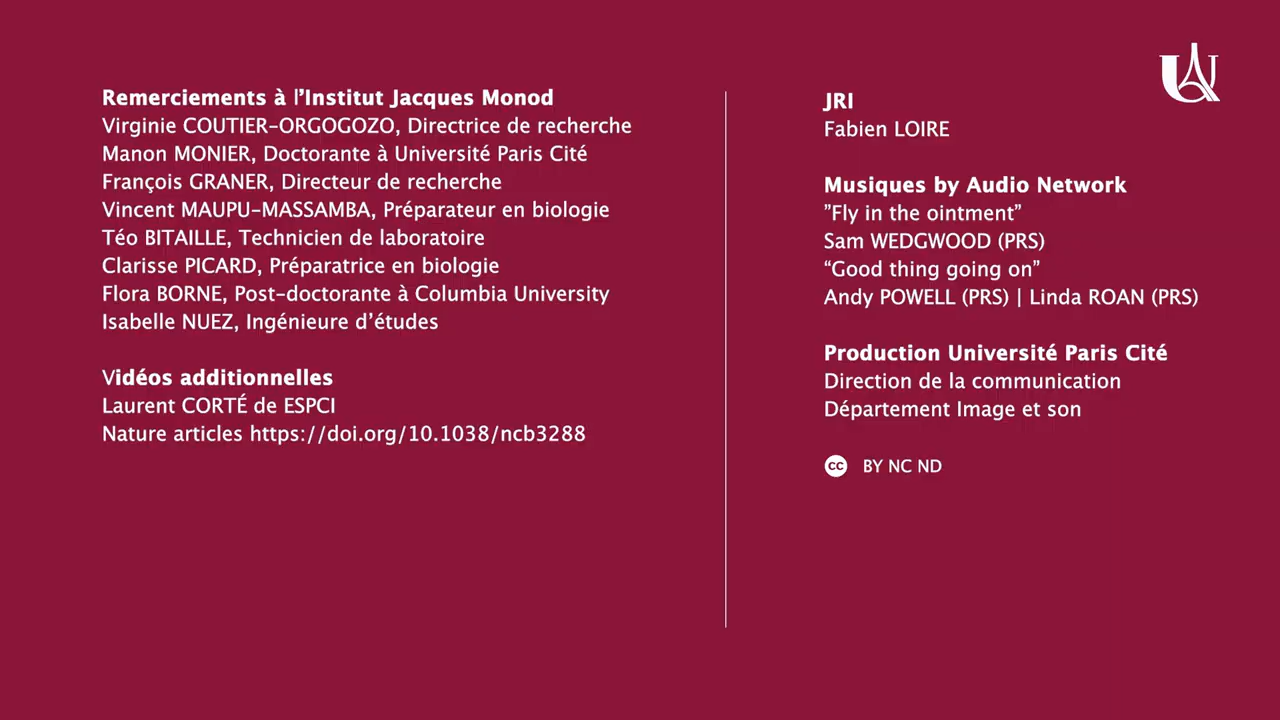 Remerciements à l’Institut Jacques Monod
Virginie COUTIER-ORGOGOZO, Directrice de recherche
Manon MONIER, Doctorante à Université Paris Cité
François GRANER, Directeur de recherche
Vincent MAUPU-MASSAMBA, Préparateur en biologie
Téo BITAILLE, Technicien de laboratoire
Clarisse PICARD, Préparatrice en biologie
Flora BORNE, Post-doctorante à Columbia University
Isabelle NUEZ, Ingénieure d’études
Vidéos additionnelles
Laurent CORTÉ de ESPCI
Nature articles https://doi.org/10.1038/ncb3288
JRI
Fabien LOIRE
Musiques by Audio Network
”Fly in the ointment”
Sam WEDGWOOD (PRS)
“Good thing going on”
Andy POWELL (PRS) | Linda ROAN (PRS)
Production Université Paris Cité
Direction de la communication
Département Image et son
cc BY NC ND